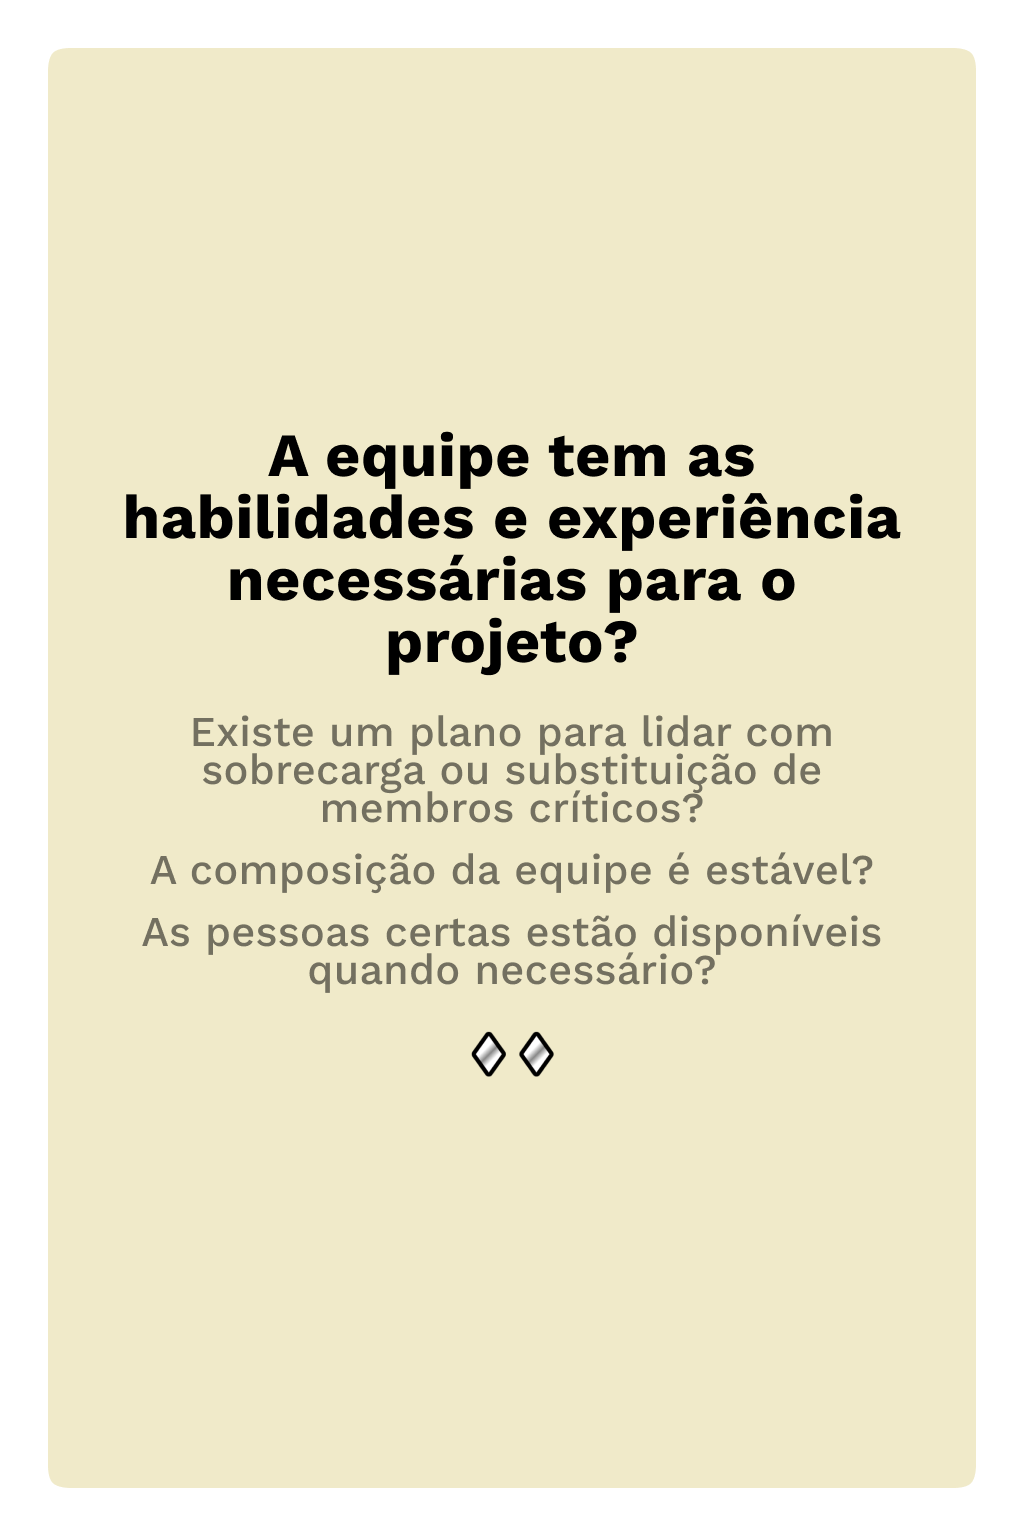 A equipe tem as
habilidades e experiência
necessárias para o
projeto?
Existe um plano para lidar com
sobrecarga ou substituição de
membros críticos?
A composição da equipe é estável?
As pessoas certas estão disponíveis
quando necessário?